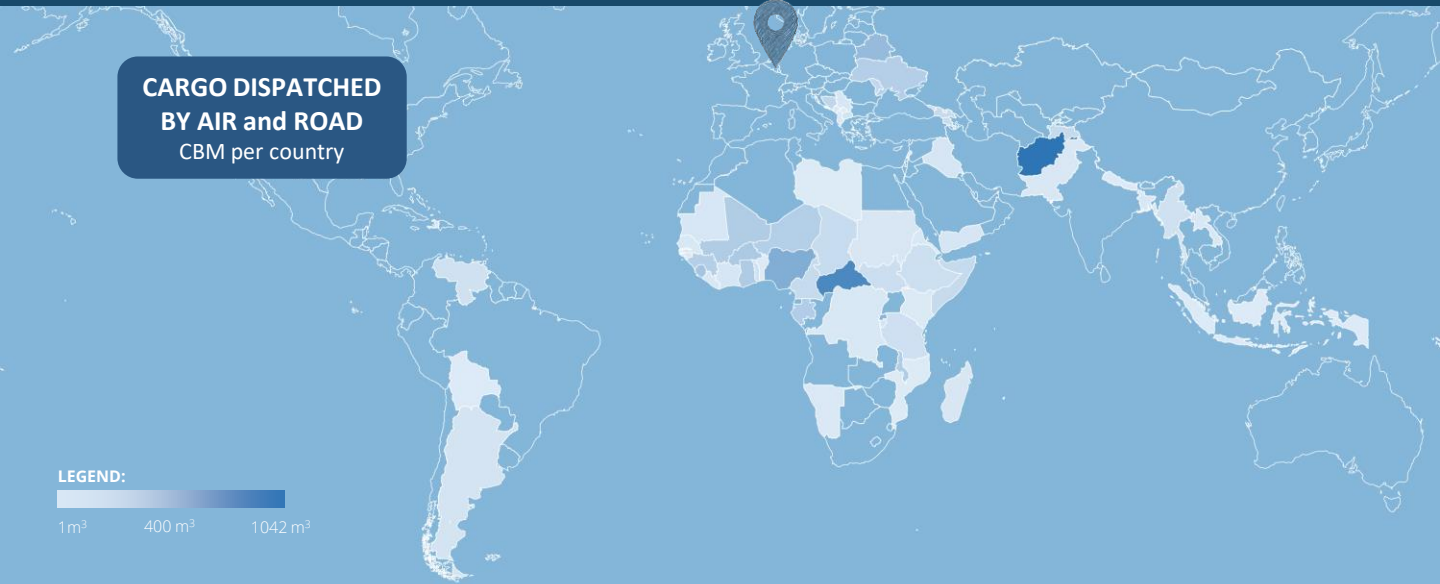 CARGO DISPATCHED
BY AIR and ROAD
CBM per country
LEGEND:
1m³ 400 m³ 1042 m³